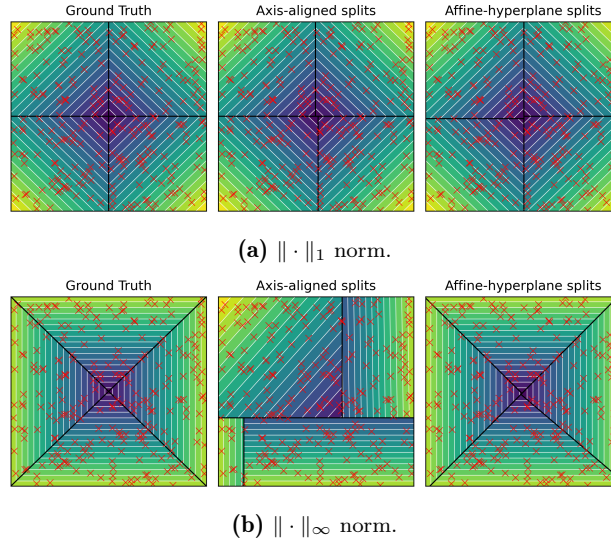 Ground Truth Axis-aligned splits Affine-hyperplane splits
(a) ‖ · ‖₁ norm.
Ground Truth Axis-aligned splits Affine-hyperplane splits
(b) ‖ · ‖∞ norm.